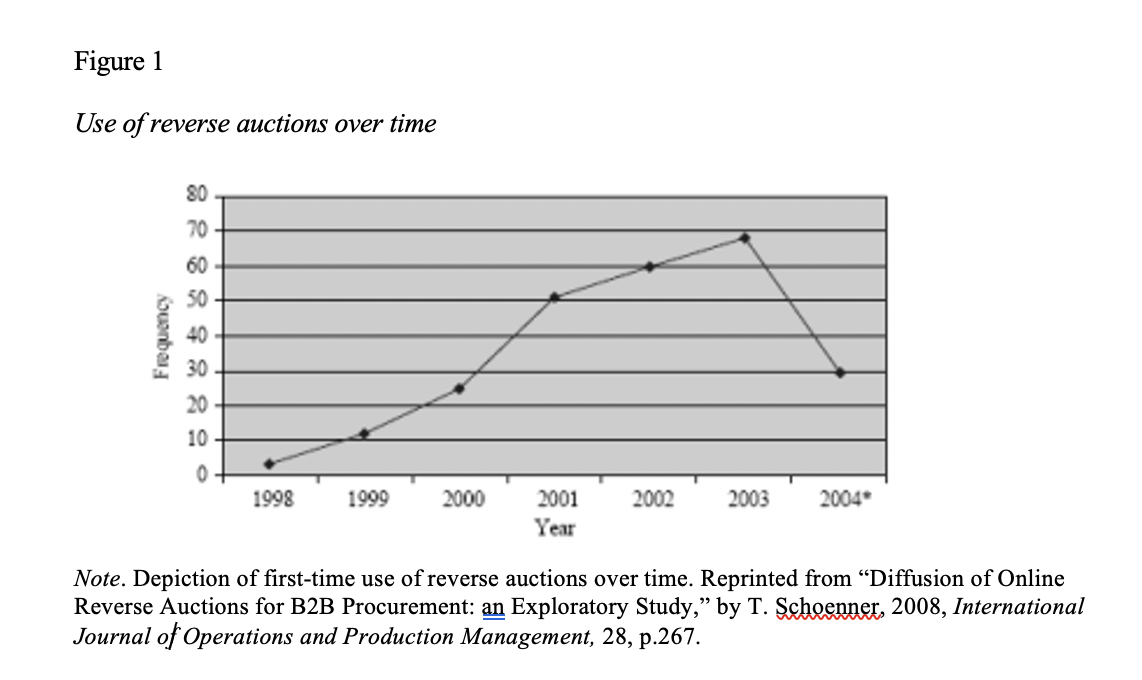 Figure 1
Use of reverse auctions over time
80
70
60
50
40
30
20
10
0
Frequency
1998 1999 2000 2001 2002 2003 2004*
Year
Note. Depiction of first-time use of reverse auctions over time. Reprinted from “Diffusion of Online
Reverse Auctions for B2B Procurement: an Exploratory Study,” by T. Schoenner, 2008, International
Journal of Operations and Production Management, 28, p.267.